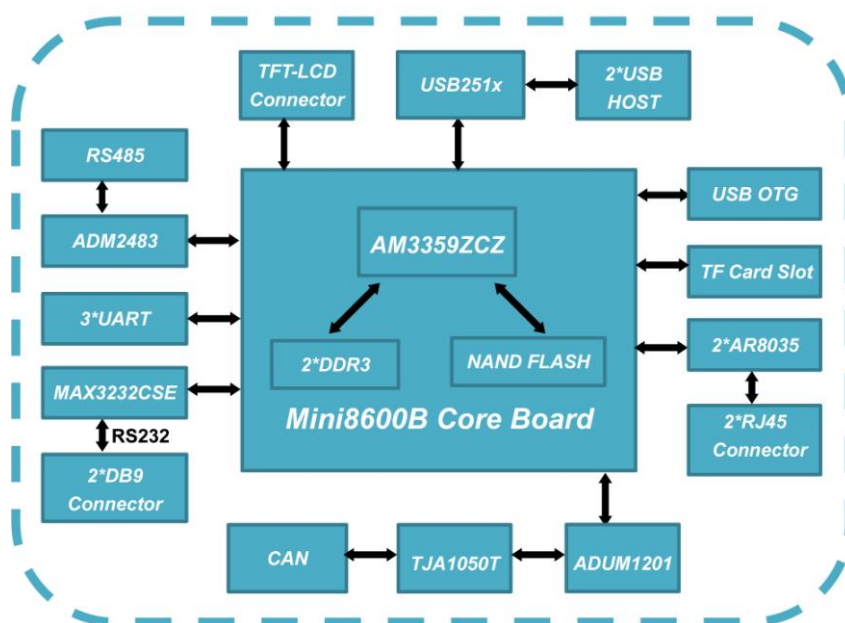 TFT-LCD
Connector
USB251x
2*USB
HOST
RS485
ADM2483
3*UART
MAX3232CSE
RS232
2*DB9
Connector
AM3359ZCZ
2*DDR3
NAND FLASH
Mini8600B Core Board
USB OTG
TF Card Slot
2*AR8035
2*RJ45
Connector
CAN
TJA1050T
ADUM1201